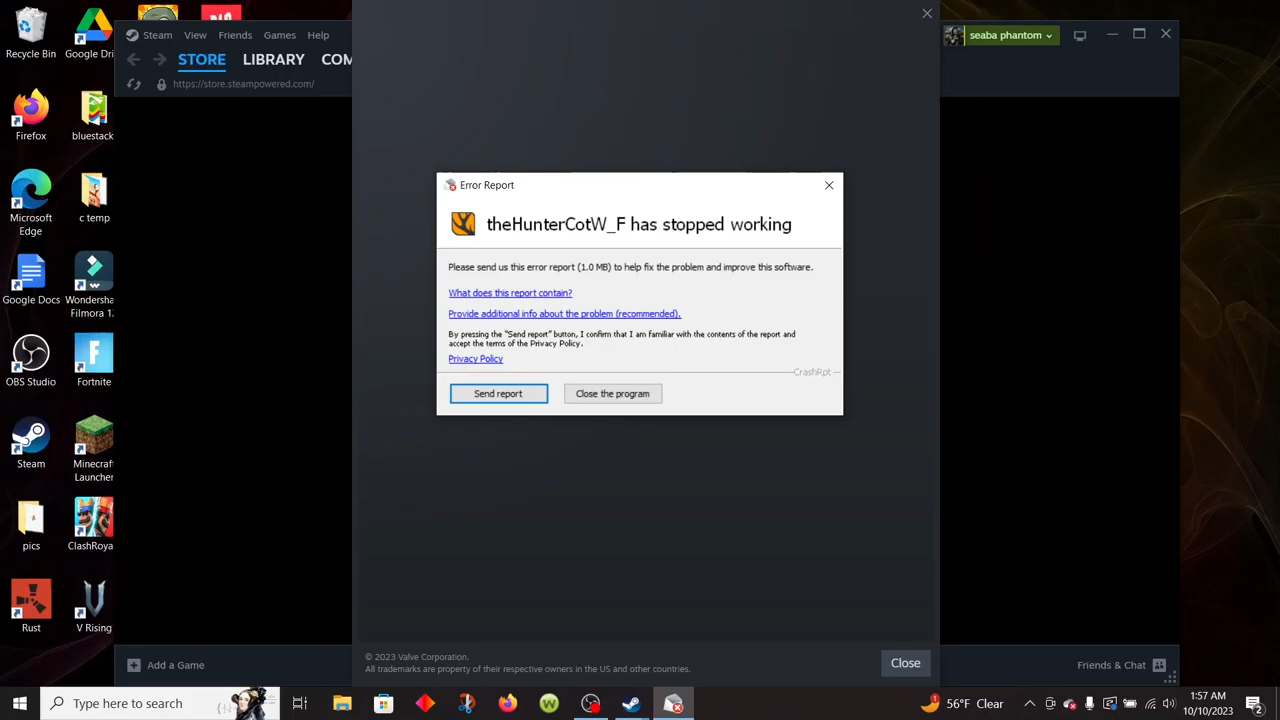 Recycle Bin
Google Dri
Firefox
bluestack
Microsoft
Edge
c temp
Google Docs
Wondersha
Filmora
OBS Studio
Fortnite
Steam
Minecraf
Launche
pics
ClashRoya
Rust
V Rising
Steam View Friends Games Help
seaba phantom
STORE LIBRARY COM
https://store.steampowered.com/
Error Report
theHunterCotW_F has stopped working
Please send us this error report (1.0 MB) to help fix the problem and improve this software.
What does this report contain?
Provide additional info about the problem (recommended).
By pressing the "Send report" button, I confirm that I am familiar with the contents of the report and
accept the terms of the Privacy Policy.
Privacy Policy
CrashRpt
Send report Close the program
© 2023 Valve Corporation.
All trademarks are property of their respective owners in the US and other countries.
Close
Add a Game
Friends & Chat
Type here to search
1
56°F Clear
1:57 AM
10/10/2023
2